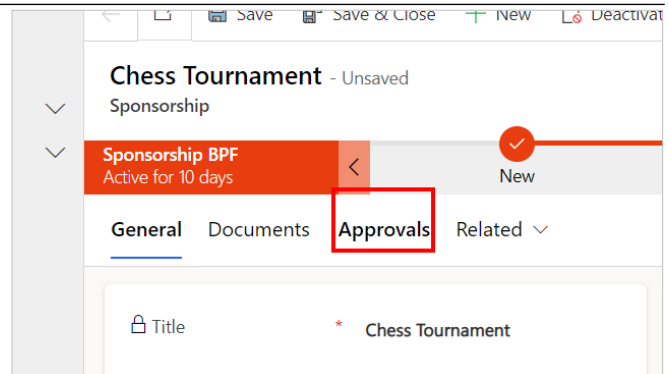 Save Save & Close New Deactivat
Chess Tournament - Unsaved
Sponsorship
Sponsorship BPF
Active for 10 days
New
General Documents Approvals Related
Title * Chess Tournament